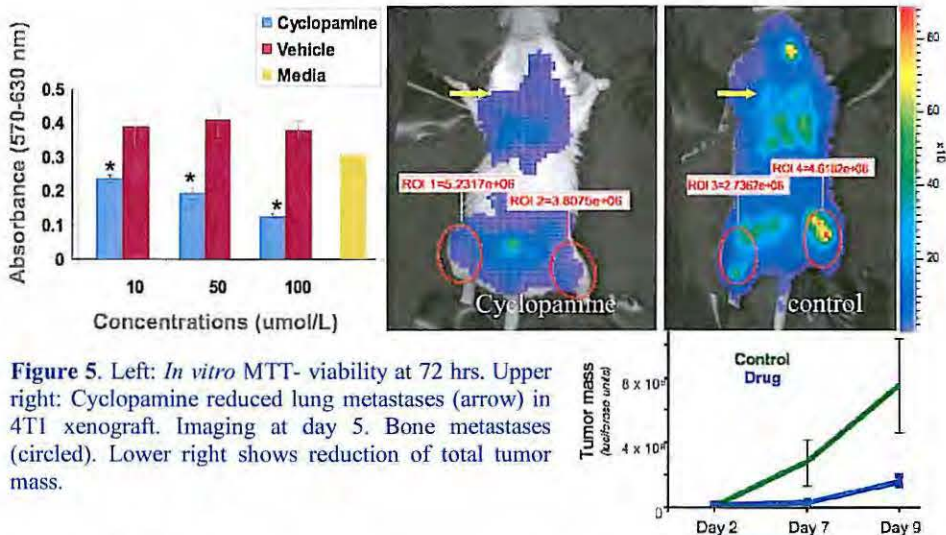 Cyclopamine
Vehicle
Media
Absorbance (570-630 nm)
0.5
0.4
0.3
0.2
0.1
0
*
*
*
10
50
100
Concentrations (umol/L)
ROI 1=5.2317e+06
ROI 2=3.8075e+06
Cyclopamine
ROI 3=2.7362e+06
ROI 4=4.6182e+06
control
80
60
40
20
x10
Figure 5. Left: In vitro MTT- viability at 72 hrs. Upper
right: Cyclopamine reduced lung metastases (arrow) in
4T1 xenograft. Imaging at day 5. Bone metastases
(circled). Lower right shows reduction of total tumor
mass.
Control
Drug
Tumor mass
(luciferase units)
0
Day 2
Day 7
Day 9